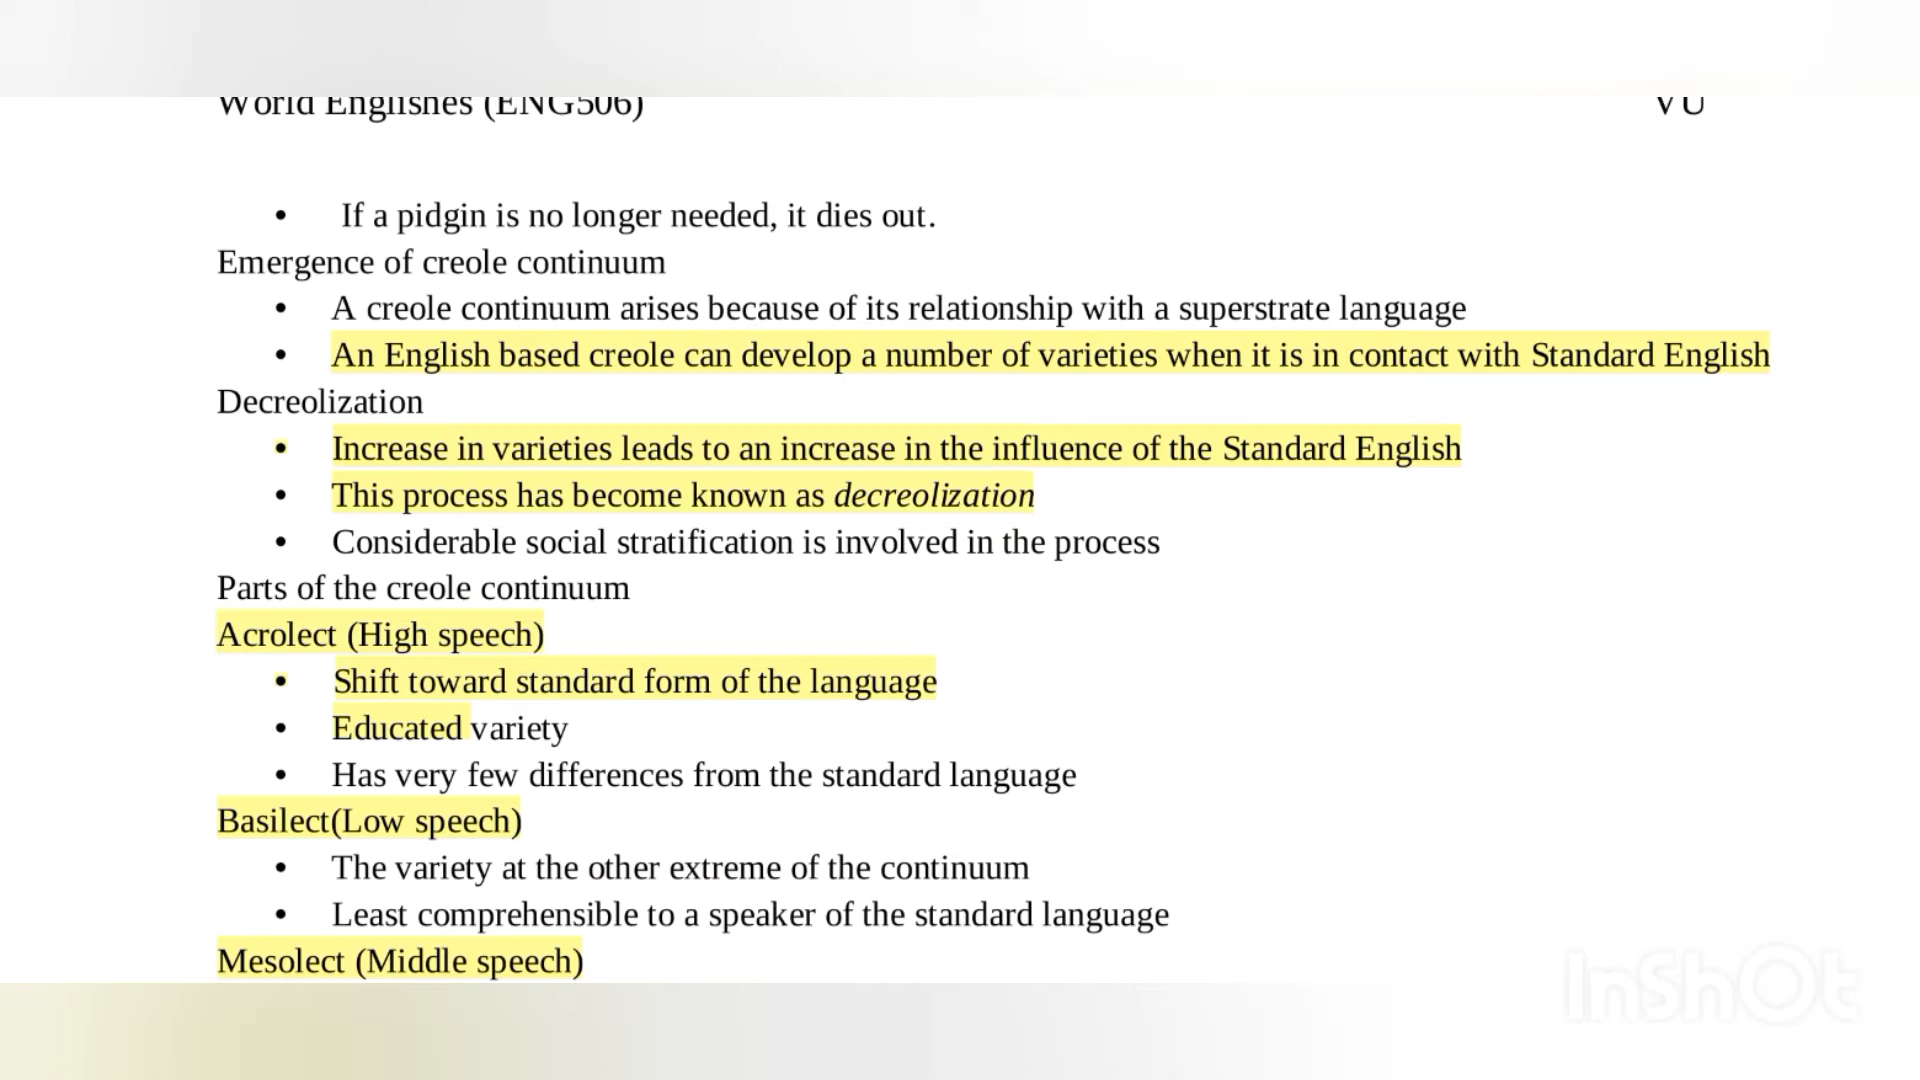 World Englishes (ENG506) VU
• If a pidgin is no longer needed, it dies out.
Emergence of creole continuum
• A creole continuum arises because of its relationship with a superstrate language
• An English based creole can develop a number of varieties when it is in contact with Standard English
Decreolization
• Increase in varieties leads to an increase in the influence of the Standard English
• This process has become known as decreolization
• Considerable social stratification is involved in the process
Parts of the creole continuum
Acrolect (High speech)
• Shift toward standard form of the language
• Educated variety
• Has very few differences from the standard language
Basilect(Low speech)
• The variety at the other extreme of the continuum
• Least comprehensible to a speaker of the standard language
Mesolect (Middle speech)
InShOt